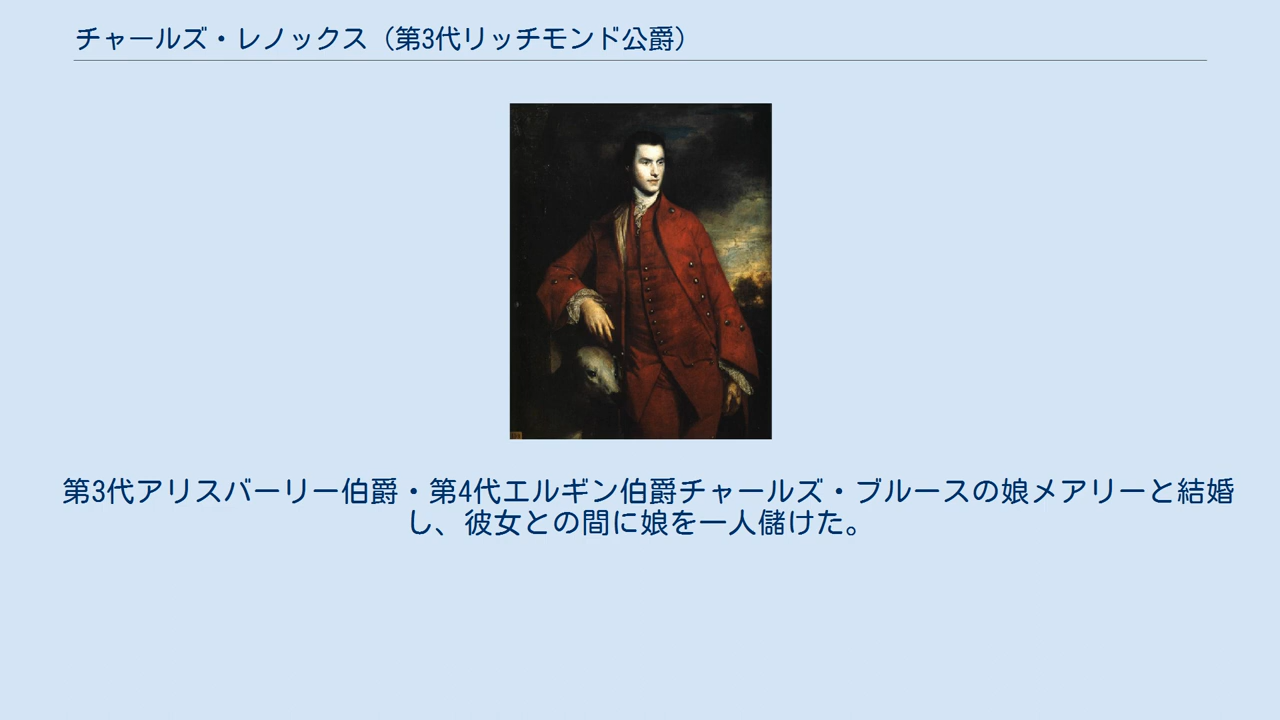 チャールズ・レノックス（第3代リッチモンド公爵）
第3代アリスバーリー伯爵・第4代エルギン伯爵チャールズ・ブルースの娘メアリーと結婚
し、彼女との間に娘を一人儲けた。